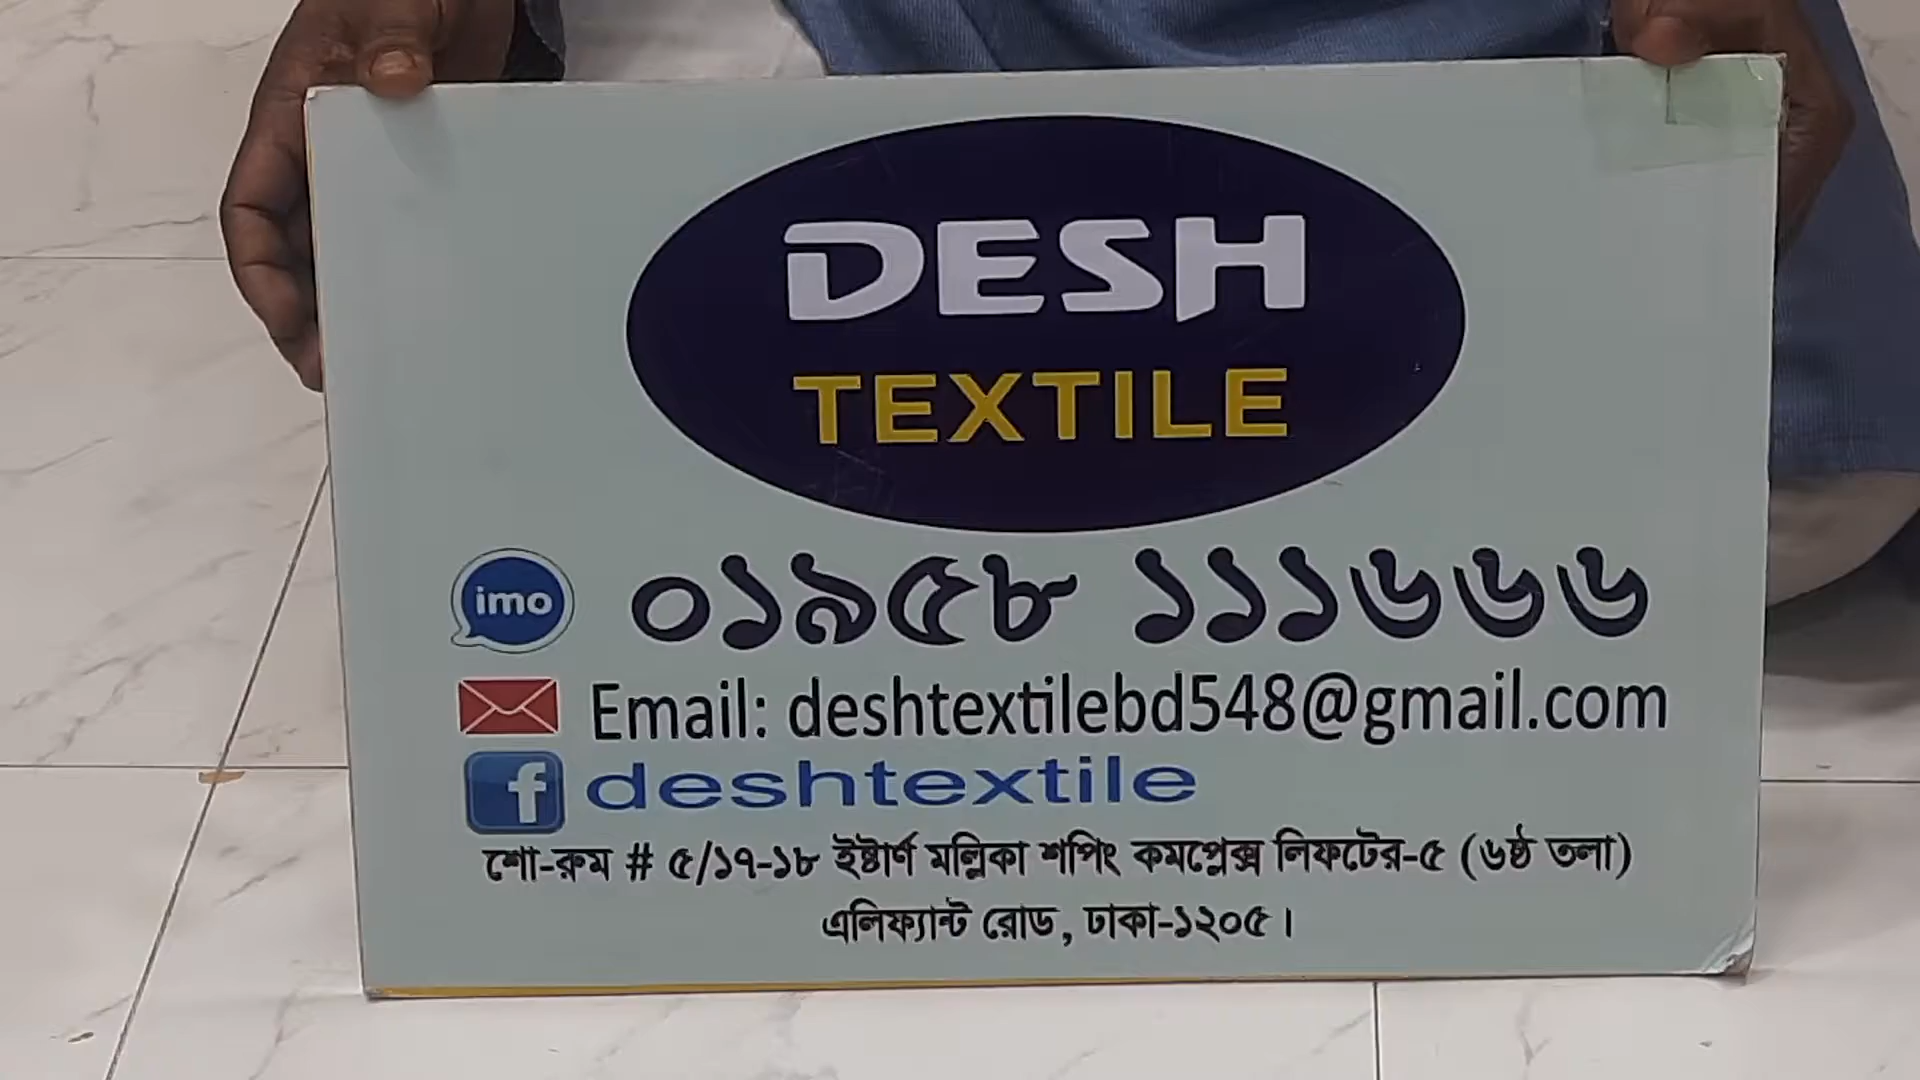 DESH
TEXTILE
imo ০১৯৫৮ ১১১৬৬৬
Email: deshtextilebd548@gmail.com
f deshtextile
শো-রুম # ৫/১৭-১৮ ইষ্টার্ণ মল্লিকা শপিং কমপ্লেক্স লিফটের-৫ (৬ষ্ঠ তলা)
এলিফ্যান্ট রোড, ঢাকা-১২০৫।